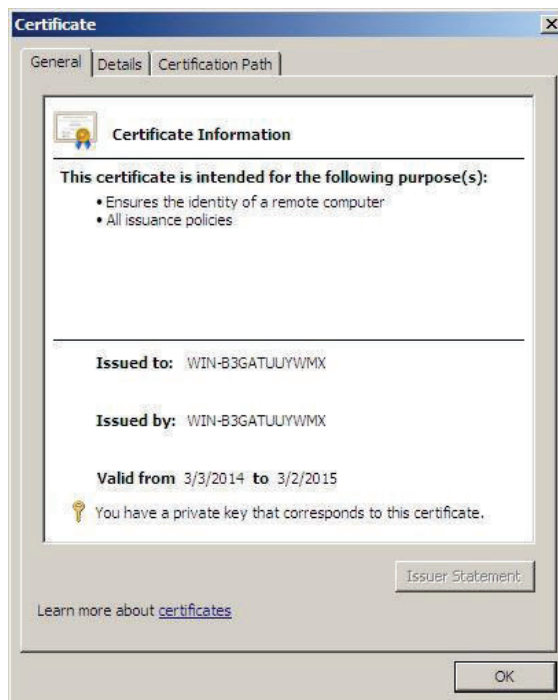 Certificate
General
Details
Certification Path
Certificate Information
This certificate is intended for the following purpose(s):
• Ensures the identity of a remote computer
• All issuance policies
Issued to: WIN-B3GATUUYWMX
Issued by: WIN-B3GATUUYWMX
Valid from 3/3/2014 to 3/2/2015
You have a private key that corresponds to this certificate.
Issuer Statement
Learn more about certificates
OK